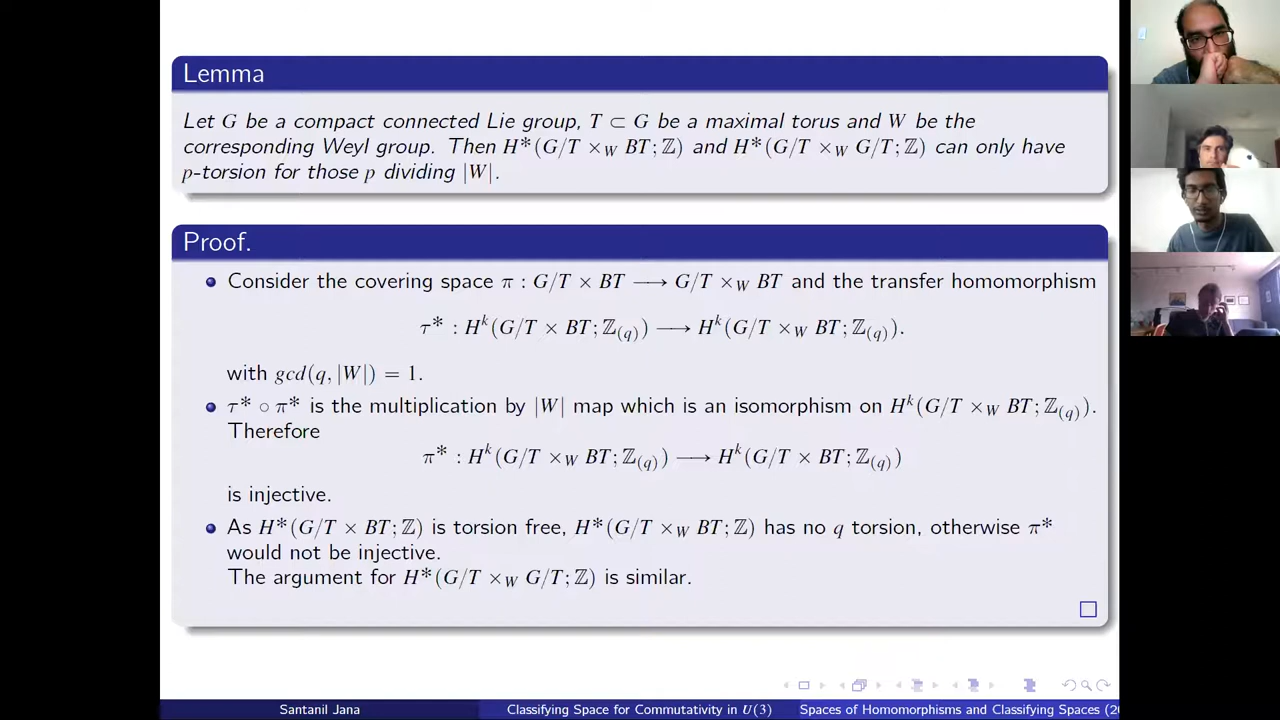 Lemma
Let G be a compact connected Lie group, T ⊂ G be a maximal torus and W be the
corresponding Weyl group. Then H*(G/T ×_W BT; ℤ) and H*(G/T ×_W G/T; ℤ) can only have
p-torsion for those p dividing |W|.
Proof.
Consider the covering space π : G/T × BT ⟶ G/T ×_W BT and the transfer homomorphism
τ* : H^k(G/T × BT; ℤ_(q)) ⟶ H^k(G/T ×_W BT; ℤ_(q)).
with gcd(q, |W|) = 1.
τ* ∘ π* is the multiplication by |W| map which is an isomorphism on H^k(G/T ×_W BT; ℤ_(q)).
Therefore
π* : H^k(G/T ×_W BT; ℤ_(q)) ⟶ H^k(G/T × BT; ℤ_(q))
is injective.
As H*(G/T × BT; ℤ) is torsion free, H*(G/T ×_W BT; ℤ) has no q torsion, otherwise π*
would not be injective.
The argument for H*(G/T ×_W G/T; ℤ) is similar.
Santanil Jana Classifying Space for Commutativity in U(3) Spaces of Homomorphisms and Classifying Spaces (20